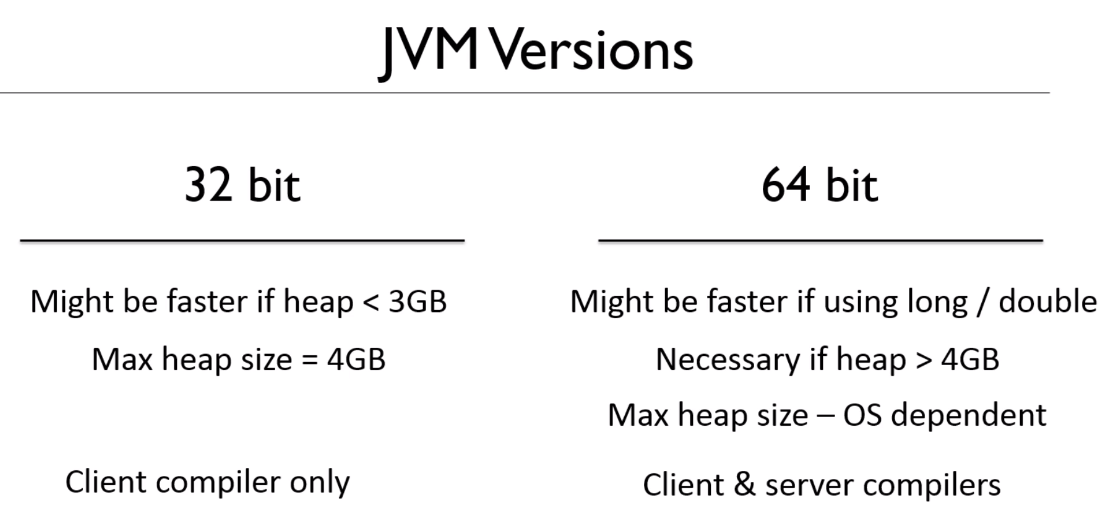 JVM Versions
32 bit
Might be faster if heap < 3GB
Max heap size = 4GB
Client compiler only
64 bit
Might be faster if using long / double
Necessary if heap > 4GB
Max heap size – OS dependent
Client & server compilers